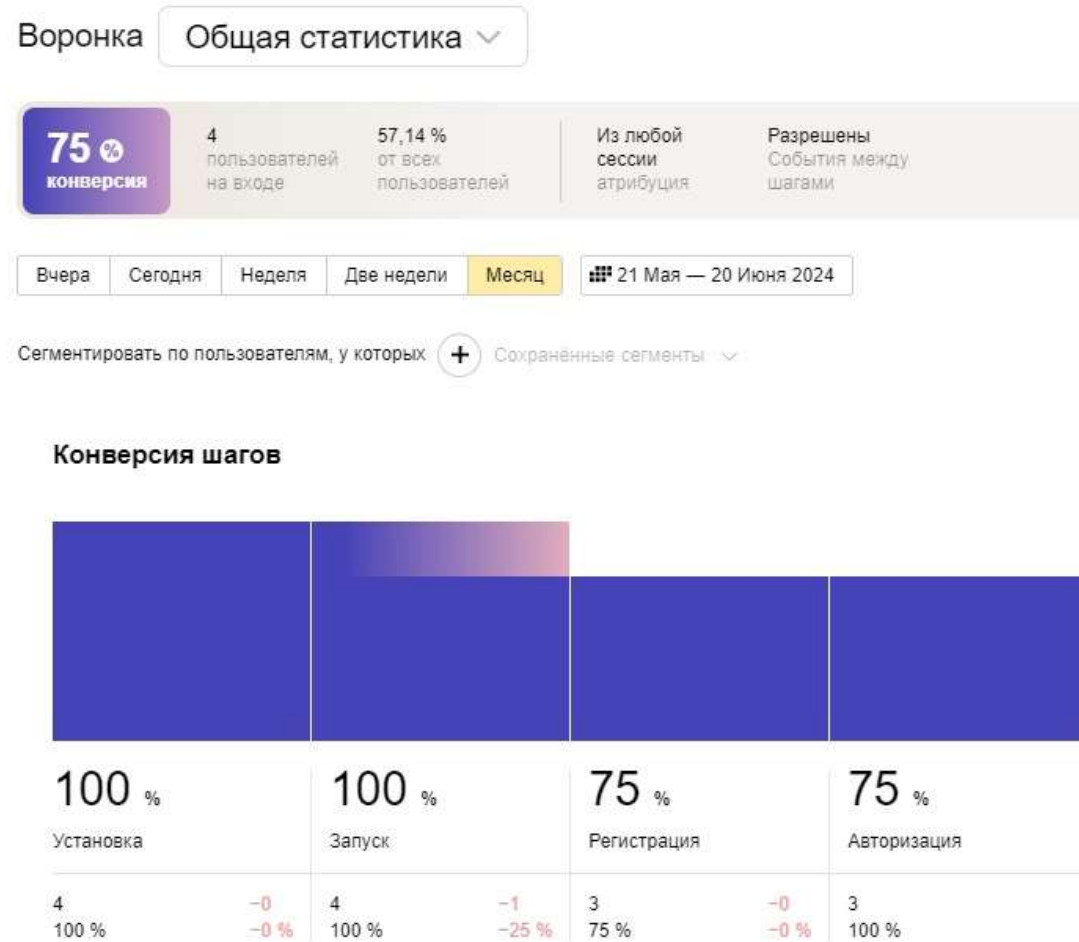 Воронка Общая статистика
75 %
конверсия
4
пользователей
на входе
57,14 %
от всех
пользователей
Из любой
сессии
атрибуция
Разрешены
События между
шагами
Вчера Сегодня Неделя Две недели Месяц 21 Мая — 20 Июня 2024
Сегментировать по пользователям, у которых + Сохранённые сегменты
Конверсия шагов
100 % 100 % 75 % 75 %
Установка Запуск Регистрация Авторизация
4 −0 4 −1 3 −0 3
100 % −0 % 100 % −25 % 75 % −0 % 100 %